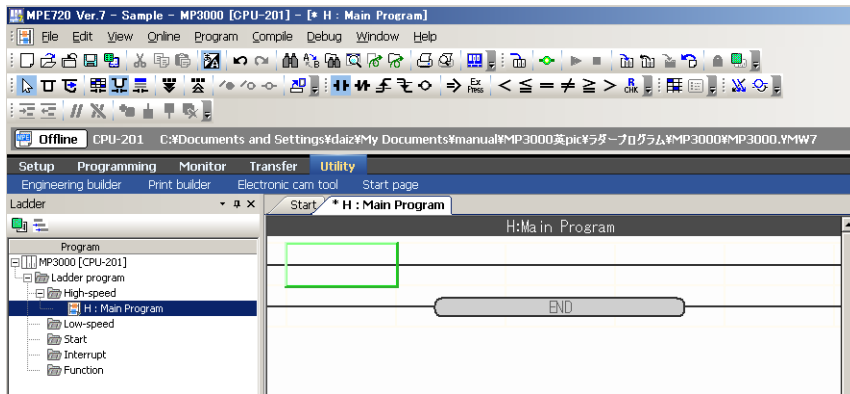 MPE720 Ver.7 - Sample - MP3000 [CPU-201] - [* H : Main Program]
File Edit View Online Program Compile Debug Window Help
Offline CPU-201 C:¥Documents and Settings¥daiz¥My Documents¥manual¥MP3000英pic¥ラダープログラム¥MP3000¥MP3000.YMW7
Setup Programming Monitor Transfer Utility
Engineering builder Print builder Electronic cam tool Start page
Ladder
Start * H : Main Program
H:Main Program
Program
MP3000 [CPU-201]
Ladder program
High-speed
H : Main Program
Low-speed
Start
Interrupt
Function
END